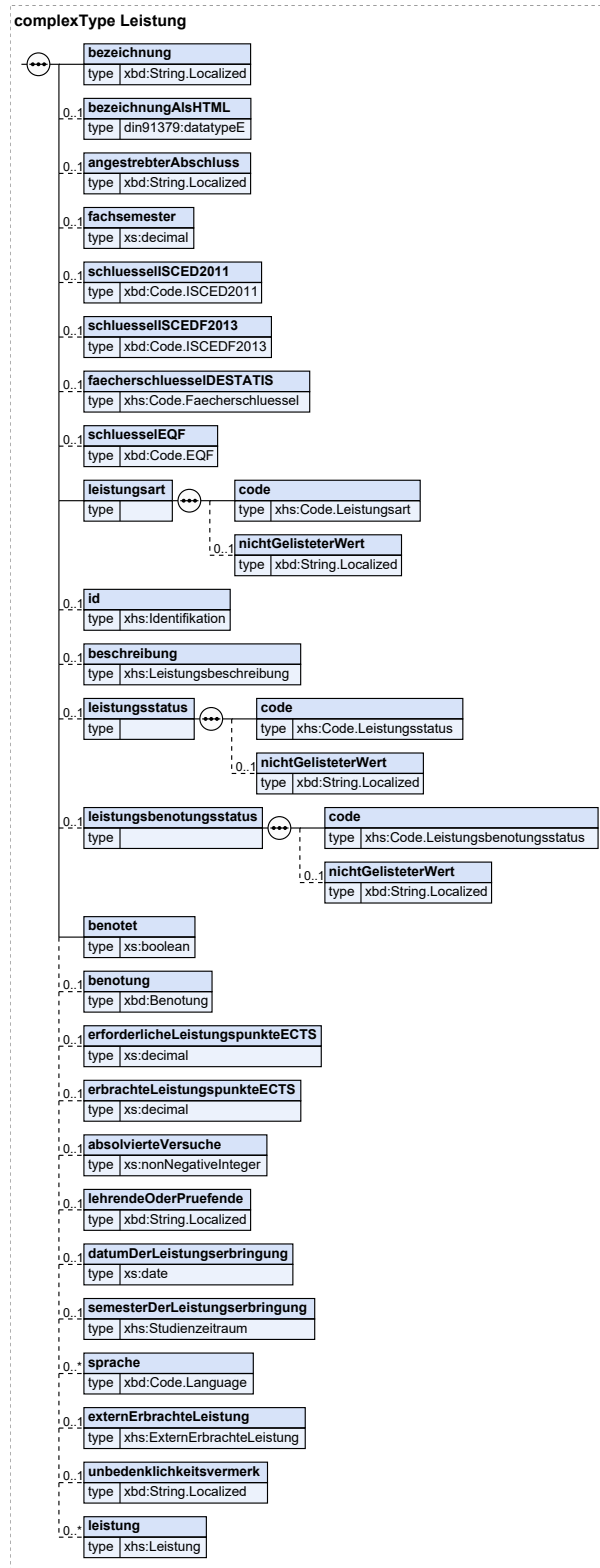 complexType Leistung
bezeichnung
type xbd:String.Localized
0..1 bezeichnungAlsHTML
type din91379:datatypeE
0..1 angestrebterAbschluss
type xbd:String.Localized
0..1 fachsemester
type xs:decimal
0..1 schluesselISCED2011
type xbd:Code.ISCED2011
0..1 schluesselISCEDF2013
type xbd:Code.ISCEDF2013
0..1 faecherschluesselDESTATIS
type xhs:Code.Faecherschluessel
0..1 schluesselEQF
type xbd:Code.EQF
leistungsart code
type type xhs:Code.Leistungsart
0..1 nichtGelisteterWert
type xbd:String.Localized
0..1 id
type xhs:Identifikation
0..1 beschreibung
type xhs:Leistungsbeschreibung
0..1 leistungsstatus code
type type xhs:Code.Leistungsstatus
0..1 nichtGelisteterWert
type xbd:String.Localized
0..1 leistungsbenotungsstatus code
type type xhs:Code.Leistungsbenotungsstatus
0..1 nichtGelisteterWert
type xbd:String.Localized
benotet
type xs:boolean
0..1 benotung
type xbd:Benotung
0..1 erforderlicheLeistungspunkteECTS
type xs:decimal
0..1 erbrachteLeistungspunkteECTS
type xs:decimal
0..1 absolvierteVersuche
type xs:nonNegativeInteger
0..1 lehrendeOderPruefende
type xbd:String.Localized
0..1 datumDerLeistungserbringung
type xs:date
0..1 semesterDerLeistungserbringung
type xhs:Studienzeitraum
0..* sprache
type xbd:Code.Language
0..1 externErbrachteLeistung
type xhs:ExternErbrachteLeistung
0..1 unbedenklichkeitsvermerk
type xbd:String.Localized
0..* leistung
type xhs:Leistung